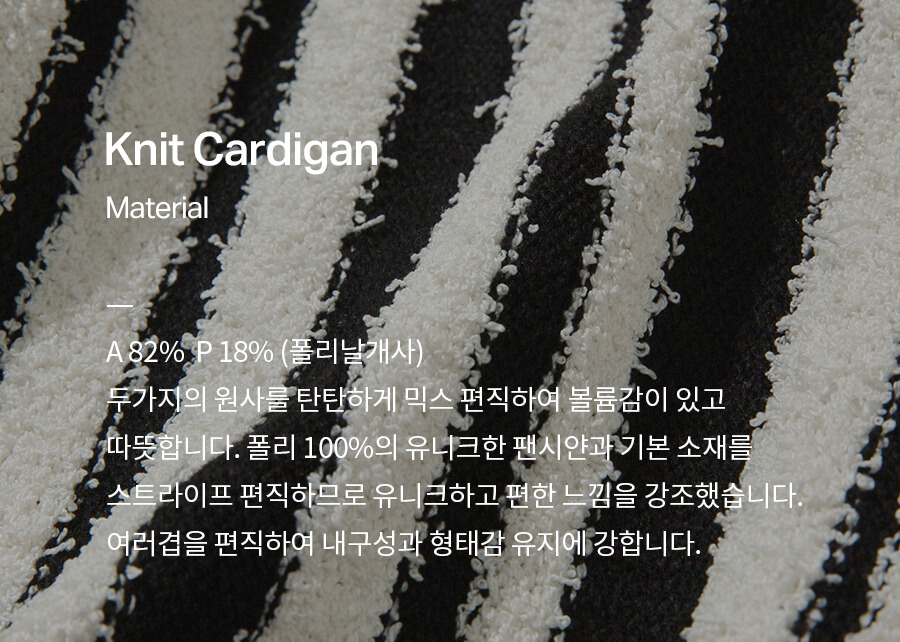 Knit Cardigan
Material
A 82% P 18% (폴리날개사)
두가지의 원사를 탄탄하게 믹스 편직하여 볼륨감이 있고
따뜻합니다. 폴리 100%의 유니크한 팬시얀과 기본 소재를
스트라이프 편직하므로 유니크하고 편한 느낌을 강조했습니다.
여러겹을 편직하여 내구성과 형태감 유지에 강합니다.